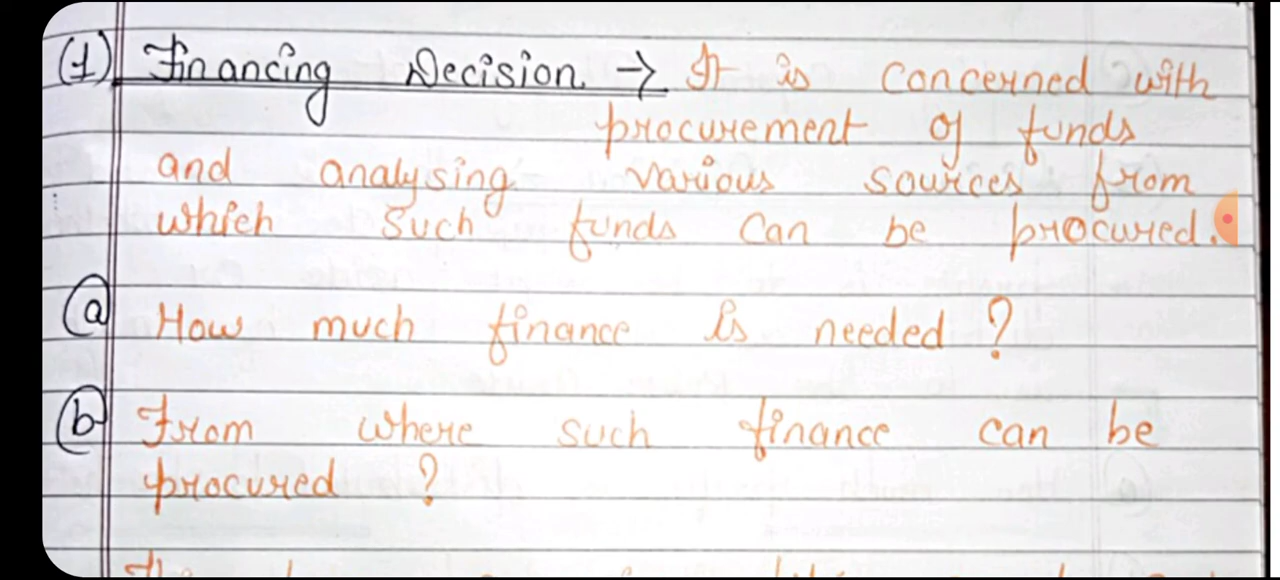 (1) Financing Decision → It is concerned with
procurement of funds
and analysing various sources from
which such funds can be procured.
(a) How much finance is needed ?
(b) From where such finance can be
procured ?